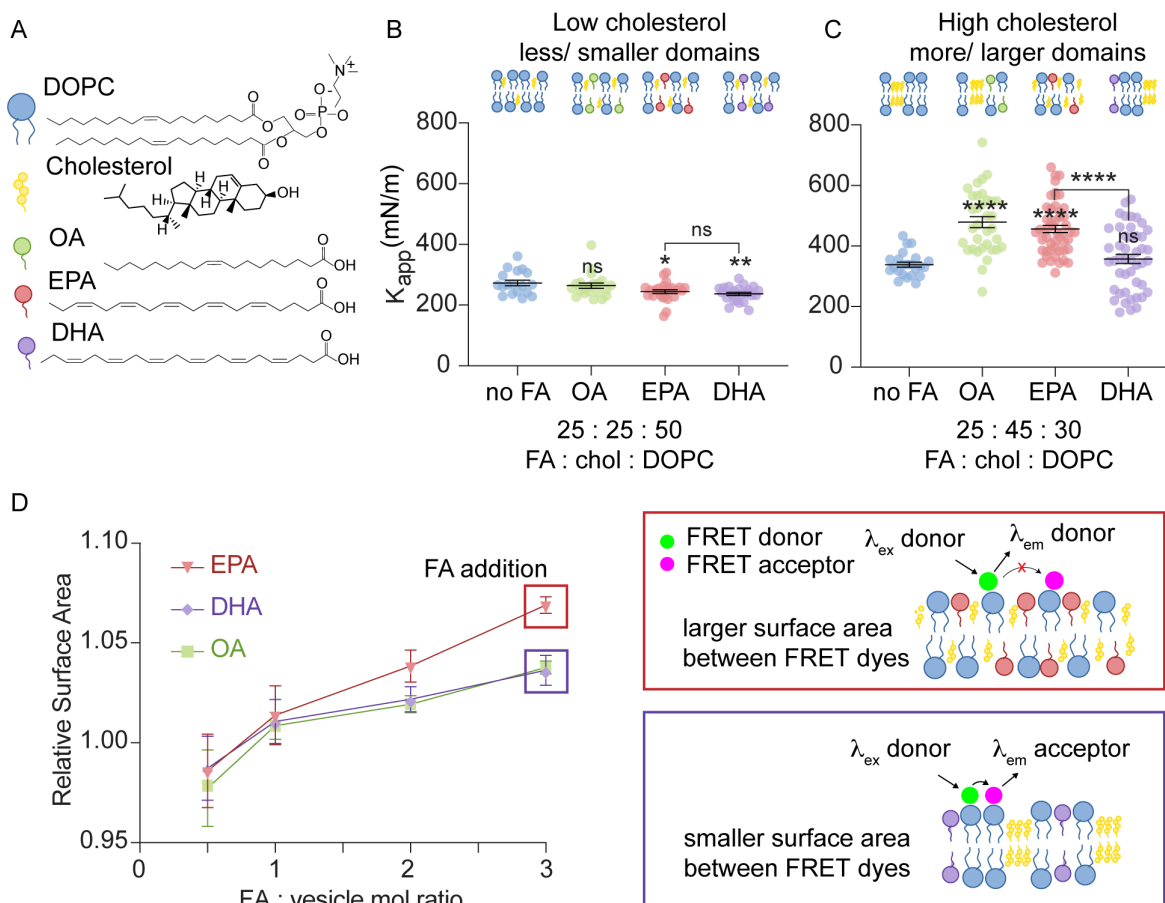 A
DOPC
N+
O-
O=P-O
O
O
O
O
O
Cholesterol
H
H
H
H
OH
OA
O
OH
EPA
O
OH
DHA
O
OH
B
Low cholesterol
less/ smaller domains
Kapp (mN/m)
800
600
400
200
0
ns
*
ns
**
no FA
OA
EPA
DHA
25 : 25 : 50
FA : chol : DOPC
C
High cholesterol
more/ larger domains
800
600
400
200
0
****
****
****
ns
no FA
OA
EPA
DHA
25 : 45 : 30
FA : chol : DOPC
D
Relative Surface Area
1.10
1.05
1.00
0.95
EPA
DHA
OA
FA addition
0
1
2
3
FA : vesicle mol ratio
FRET donor
FRET acceptor
λex donor
λem donor
x
larger surface area
between FRET dyes
λex donor
λem acceptor
smaller surface area
between FRET dyes